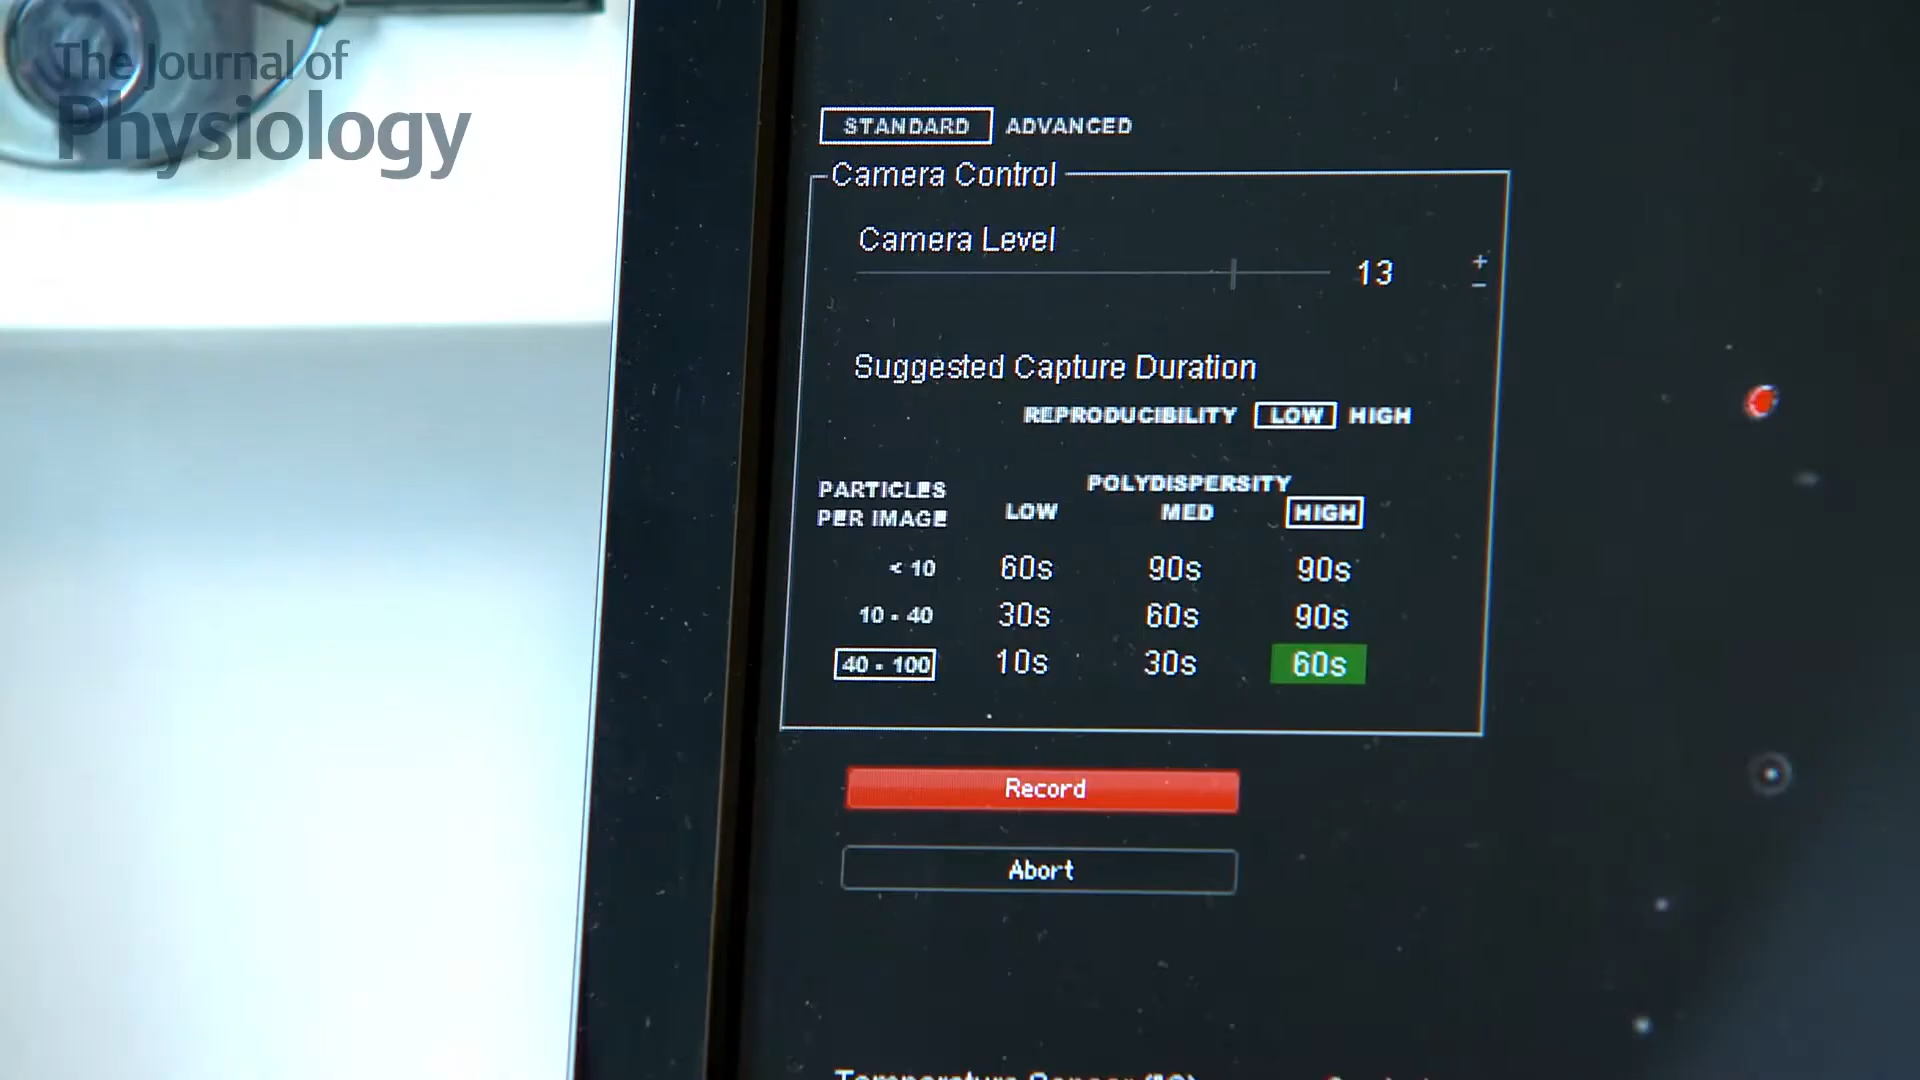 The Journal of
Physiology
STANDARD ADVANCED
Camera Control
Camera Level
13 + -
Suggested Capture Duration
REPRODUCIBILITY LOW HIGH
PARTICLES PER IMAGE
POLYDISPERSITY
LOW MED HIGH
< 10 60s 90s 90s
10 - 40 30s 60s 90s
40 - 100 10s 30s 60s
Record
Abort
Temperature Sensor